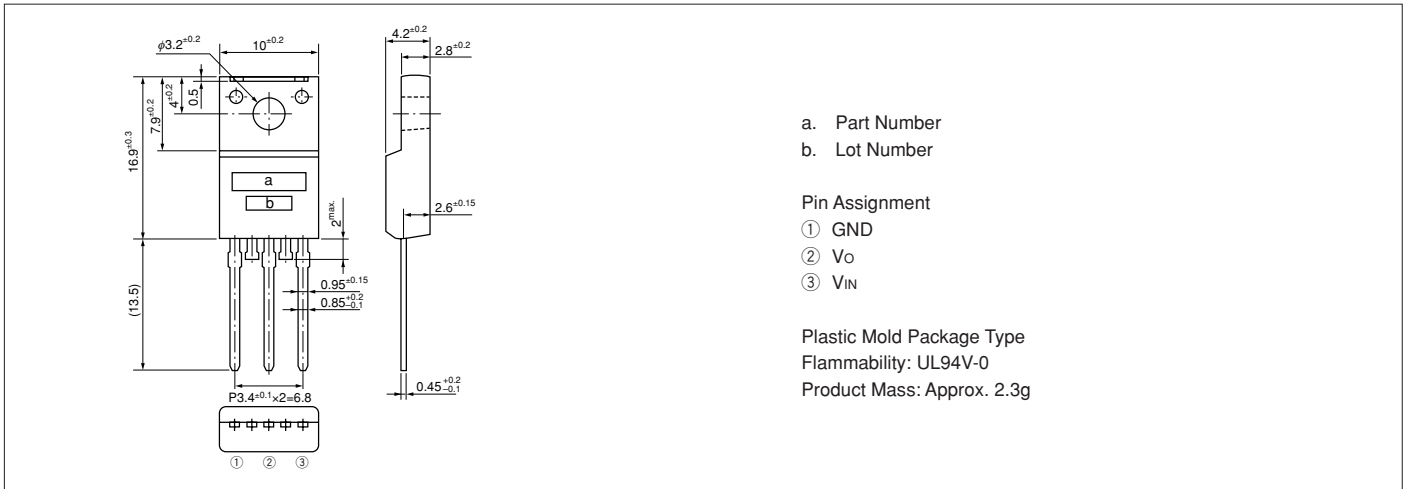 φ3.2±0.2
10±0.2
4.2±0.2
2.8±0.2
16.9±0.3
7.9±0.2
4±0.2
0.5
a
b
2max.
2.6±0.15
(13.5)
0.95±0.15
0.85+0.2−0.1
0.45+0.2−0.1
P3.4±0.1×2=6.8
① ② ③
a. Part Number
b. Lot Number
Pin Assignment
① GND
② VO
③ VIN
Plastic Mold Package Type
Flammability: UL94V-0
Product Mass: Approx. 2.3g